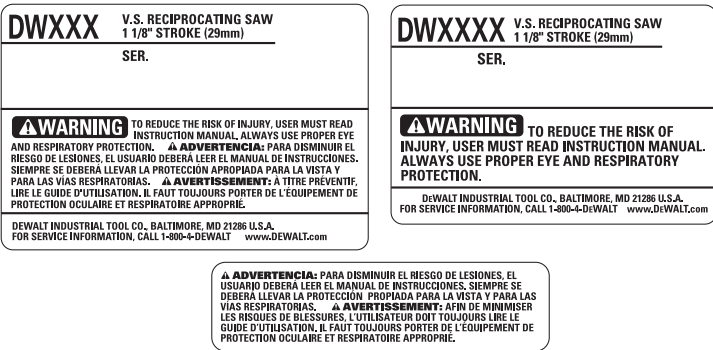 DWXXX V.S. RECIPROCATING SAW
1 1/8" STROKE (29mm)
SER.
⚠WARNING TO REDUCE THE RISK OF INJURY, USER MUST READ
INSTRUCTION MANUAL. ALWAYS USE PROPER EYE
AND RESPIRATORY PROTECTION. ⚠ ADVERTENCIA: PARA DISMINUIR EL
RIESGO DE LESIONES, EL USUARIO DEBERÁ LEER EL MANUAL DE INSTRUCCIONES.
SIEMPRE SE DEBERÁ LLEVAR LA PROTECCIÓN APROPIADA PARA LA VISTA Y
PARA LAS VÍAS RESPIRATORIAS. ⚠ AVERTISSEMENT: À TITRE PRÉVENTIF,
LIRE LE GUIDE D'UTILISATION. IL FAUT TOUJOURS PORTER DE L'ÉQUIPEMENT DE
PROTECTION OCULAIRE ET RESPIRATOIRE APPROPRIÉ.
DEWALT INDUSTRIAL TOOL CO., BALTIMORE, MD 21286 U.S.A.
FOR SERVICE INFORMATION, CALL 1-800-4-DEWALT www.DEWALT.com
DWXXXX V.S. RECIPROCATING SAW
1 1/8" STROKE (29mm)
SER.
⚠WARNING TO REDUCE THE RISK OF
INJURY, USER MUST READ INSTRUCTION MANUAL.
ALWAYS USE PROPER EYE AND RESPIRATORY
PROTECTION.
DEWALT INDUSTRIAL TOOL CO., BALTIMORE, MD 21286 U.S.A.
FOR SERVICE INFORMATION, CALL 1-800-4-DEWALT www.DEWALT.com
⚠ ADVERTENCIA: PARA DISMINUIR EL RIESGO DE LESIONES, EL
USUARIO DEBERÁ LEER EL MANUAL DE INSTRUCCIONES. SIEMPRE SE
DEBERA LLEVAR LA PROTECCIÓN PROPIADA PARA LA VISTA Y PARA LAS
VÍAS RESPIRATORIAS. ⚠ AVERTISSEMENT: AFIN DE MINIMISER
LES RISQUES DE BLESSURES, L'UTILISATEUR DOIT TOUJOURS LIRE LE
GUIDE D'UTILISATION. IL FAUT TOUJOURS PORTER DE L'ÉQUIPEMENT DE
PROTECTION OCULAIRE ET RESPIRATOIRE APPROPRIÉ.